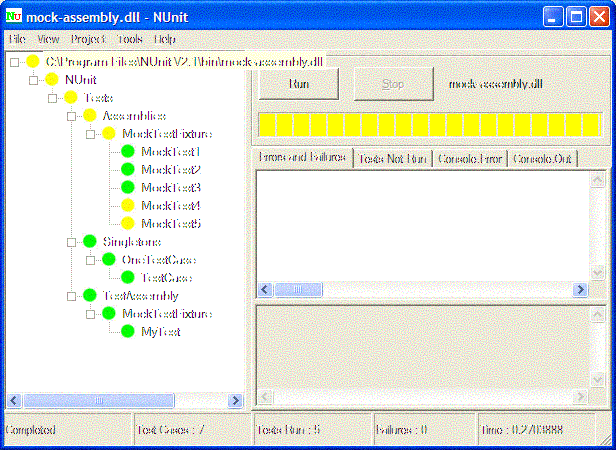 mock-assembly.dll - NUnit
File View Project Tools Help
C:\Program Files\NUnit V2.1\bin\mock-assembly.dll
NUnit
Tests
Assemblies
MockTestFixture
MockTest1
MockTest2
MockTest3
MockTest4
MockTest5
Singletons
OneTestCase
TestCase
TestAssembly
MockTestFixture
MyTest
Run Stop mock-assembly.dll
Errors and Failures Tests Not Run Console.Error Console.Out
Completed Test Cases : 7 Tests Run : 5 Failures : 0 Time : 0.2703888